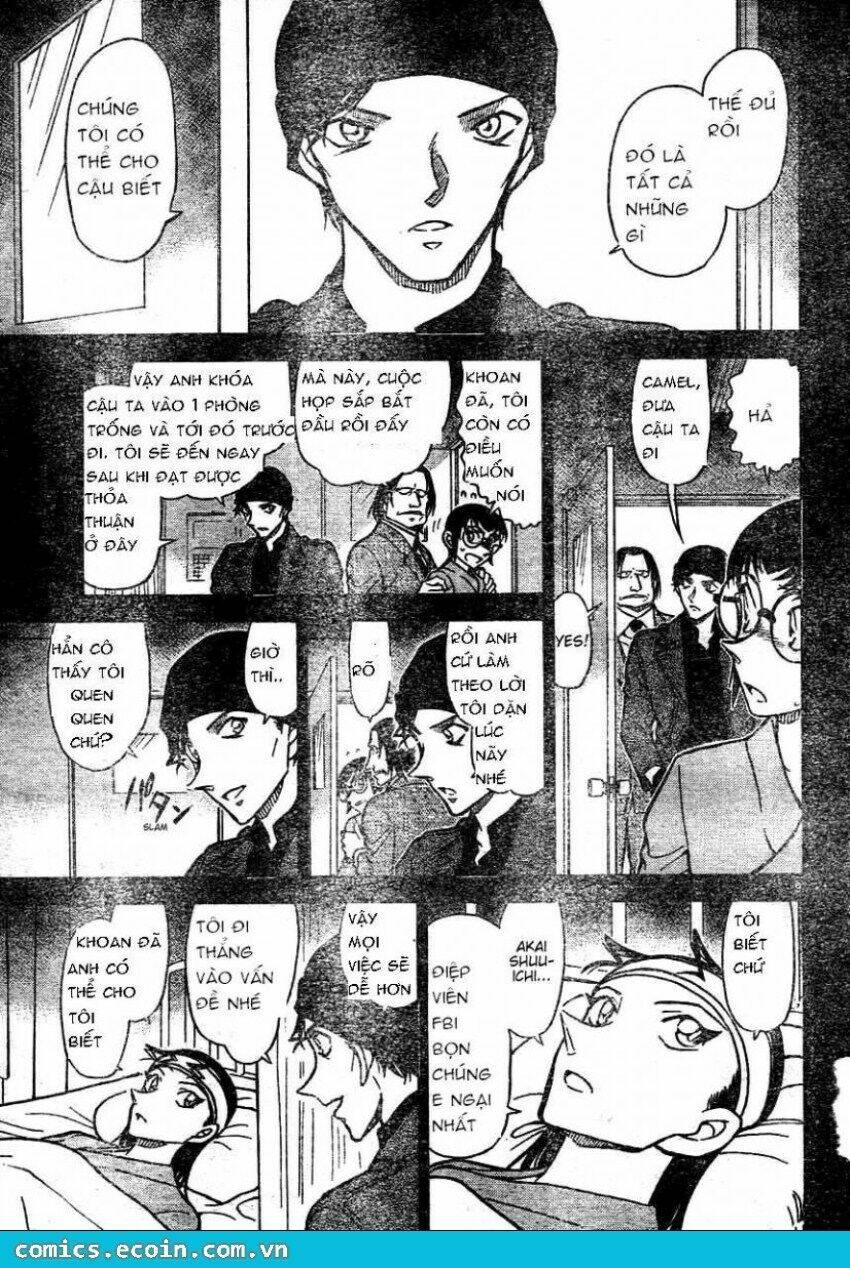 THẾ ĐỦ
RỒI
ĐÓ LÀ
TẤT CẢ
NHỮNG
GÌ
CHÚNG
TÔI CÓ
THỂ CHO
CẬU BIẾT
HẢ
CAMEL,
ĐƯA
CẬU TA
ĐI
YES!
KHOAN
ĐÃ, TÔI
CÒN CÓ
ĐIỀU
MUỐN
NÓI
MÀ NÀY, CUỘC
HỌP SẮP BẮT
ĐẦU RỒI ĐẤY
VẬY ANH KHÓA
CẬU TA VÀO 1 PHÒNG
TRỐNG VÀ TỚI ĐÓ TRƯỚC
ĐI. TÔI SẼ ĐẾN NGAY
SAU KHI ĐẠT ĐƯỢC
THỎA
THUẬN
Ở ĐÂY
RỒI ANH
CỨ LÀM
THEO LỜI
TÔI DẶN
LÚC
NÃY
NHÉ
RÕ
GIỜ
THÌ..
HẲN CÔ
THẤY TÔI
QUEN
QUEN
CHỨ?
バタン
SLAM
TÔI
BIẾT
CHỨ
AKAI
SHUU-
ICHI...
ĐIỆP
VIÊN
FBI
BỌN
CHÚNG
E NGẠI
NHẤT
VẬY
MỌI
VIỆC SẼ
DỄ HƠN
TÔI ĐI
THẲNG
VÀO VẤN
ĐỀ NHÉ
KHOAN ĐÃ
ANH CÓ
THỂ CHO
TÔI
BIẾT
comics.ecoin.com.vn